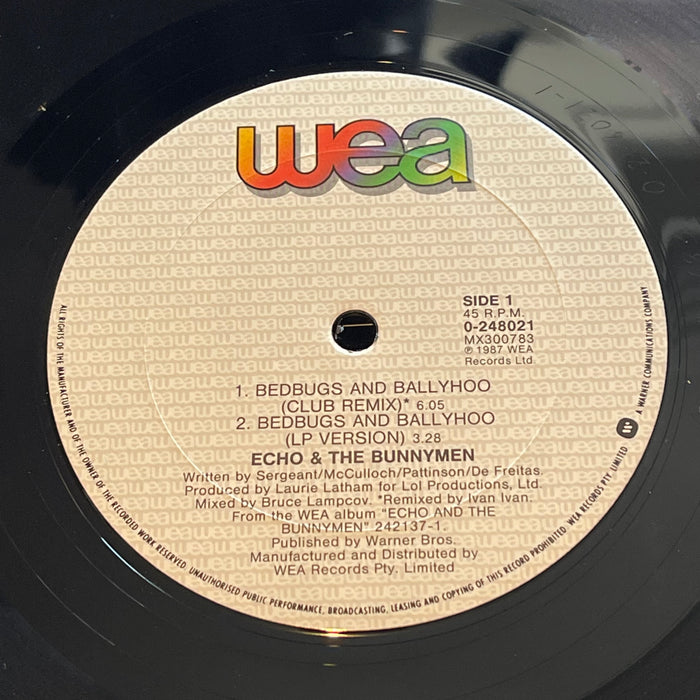 wea
SIDE 1
45 R.P.M.
0-248021
MX300783
℗ 1987 WEA
Records Ltd.
1. BEDBUGS AND BALLYHOO
(CLUB REMIX)* 6.05
2. BEDBUGS AND BALLYHOO
(LP VERSION) 3.28
ECHO & THE BUNNYMEN
Written by Sergeant/McCulloch/Pattinson/De Freitas.
Produced by Laurie Latham for Lol Productions, Ltd.
Mixed by Bruce Lampcov. *Remixed by Ivan Ivan.
From the WEA album "ECHO AND THE
BUNNYMEN" 242137-1.
Published by Warner Bros.
Manufactured and Distributed by
WEA Records Pty. Limited
ALL RIGHTS OF THE MANUFACTURER AND OF THE OWNER OF THE RECORDED WORK RESERVED. UNAUTHORISED PUBLIC PERFORMANCE, BROADCASTING, LEASING AND COPYING OF THIS RECORD PROHIBITED. WEA RECORDS PTY. LIMITED
A WARNER COMMUNICATIONS COMPANY